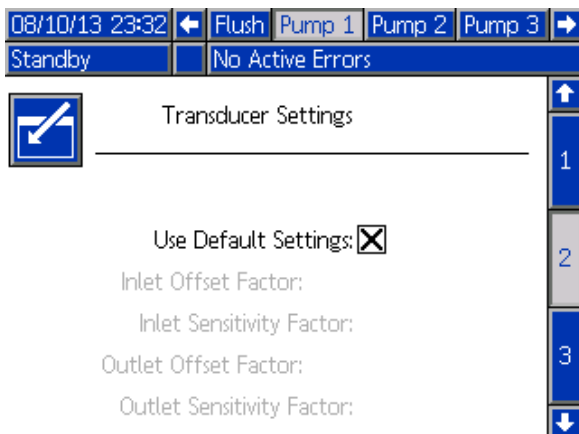 08/10/13 23:32 Flush Pump 1 Pump 2 Pump 3
Standby No Active Errors
Transducer Settings
1
Use Default Settings:
2
Inlet Offset Factor:
Inlet Sensitivity Factor:
3
Outlet Offset Factor:
Outlet Sensitivity Factor: